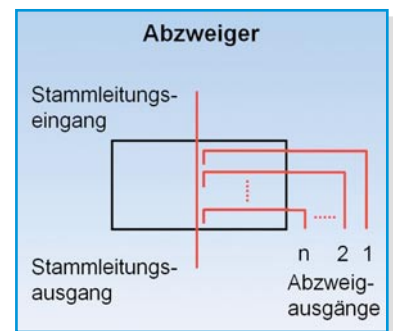 Abzweiger
Stammleitungs-
eingang
n 2 1
Stammleitungs-
ausgang
Abzweig-
ausgänge